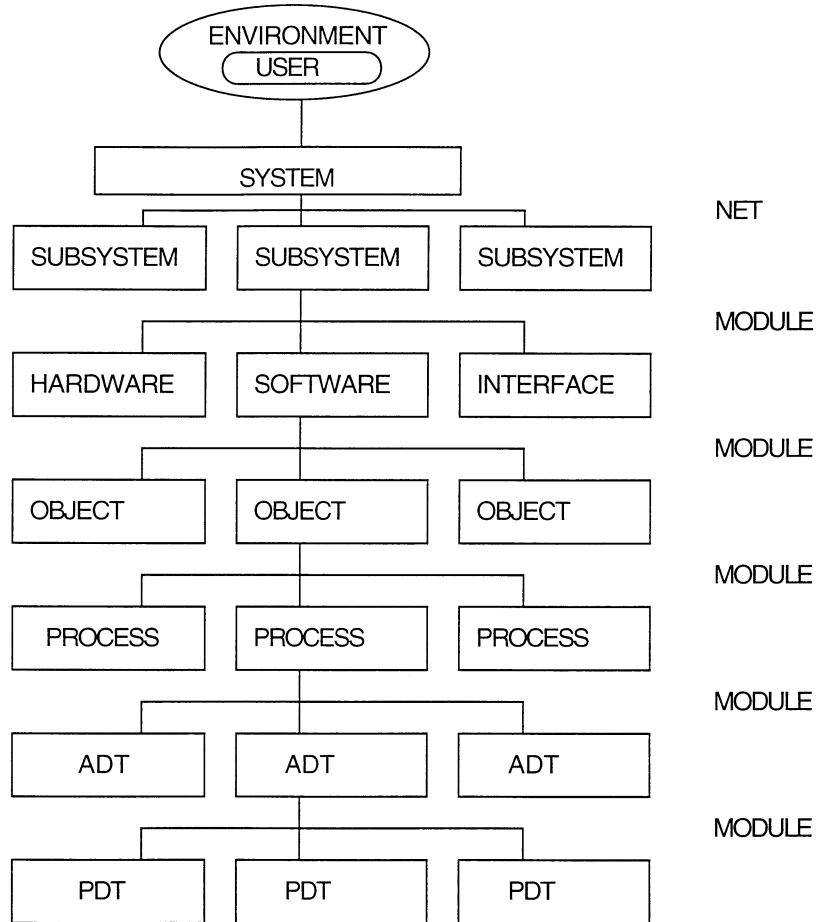 ENVIRONMENT
USER
SYSTEM
NET
SUBSYSTEM SUBSYSTEM SUBSYSTEM
MODULE
HARDWARE SOFTWARE INTERFACE
MODULE
OBJECT OBJECT OBJECT
MODULE
PROCESS PROCESS PROCESS
MODULE
ADT ADT ADT
MODULE
PDT PDT PDT